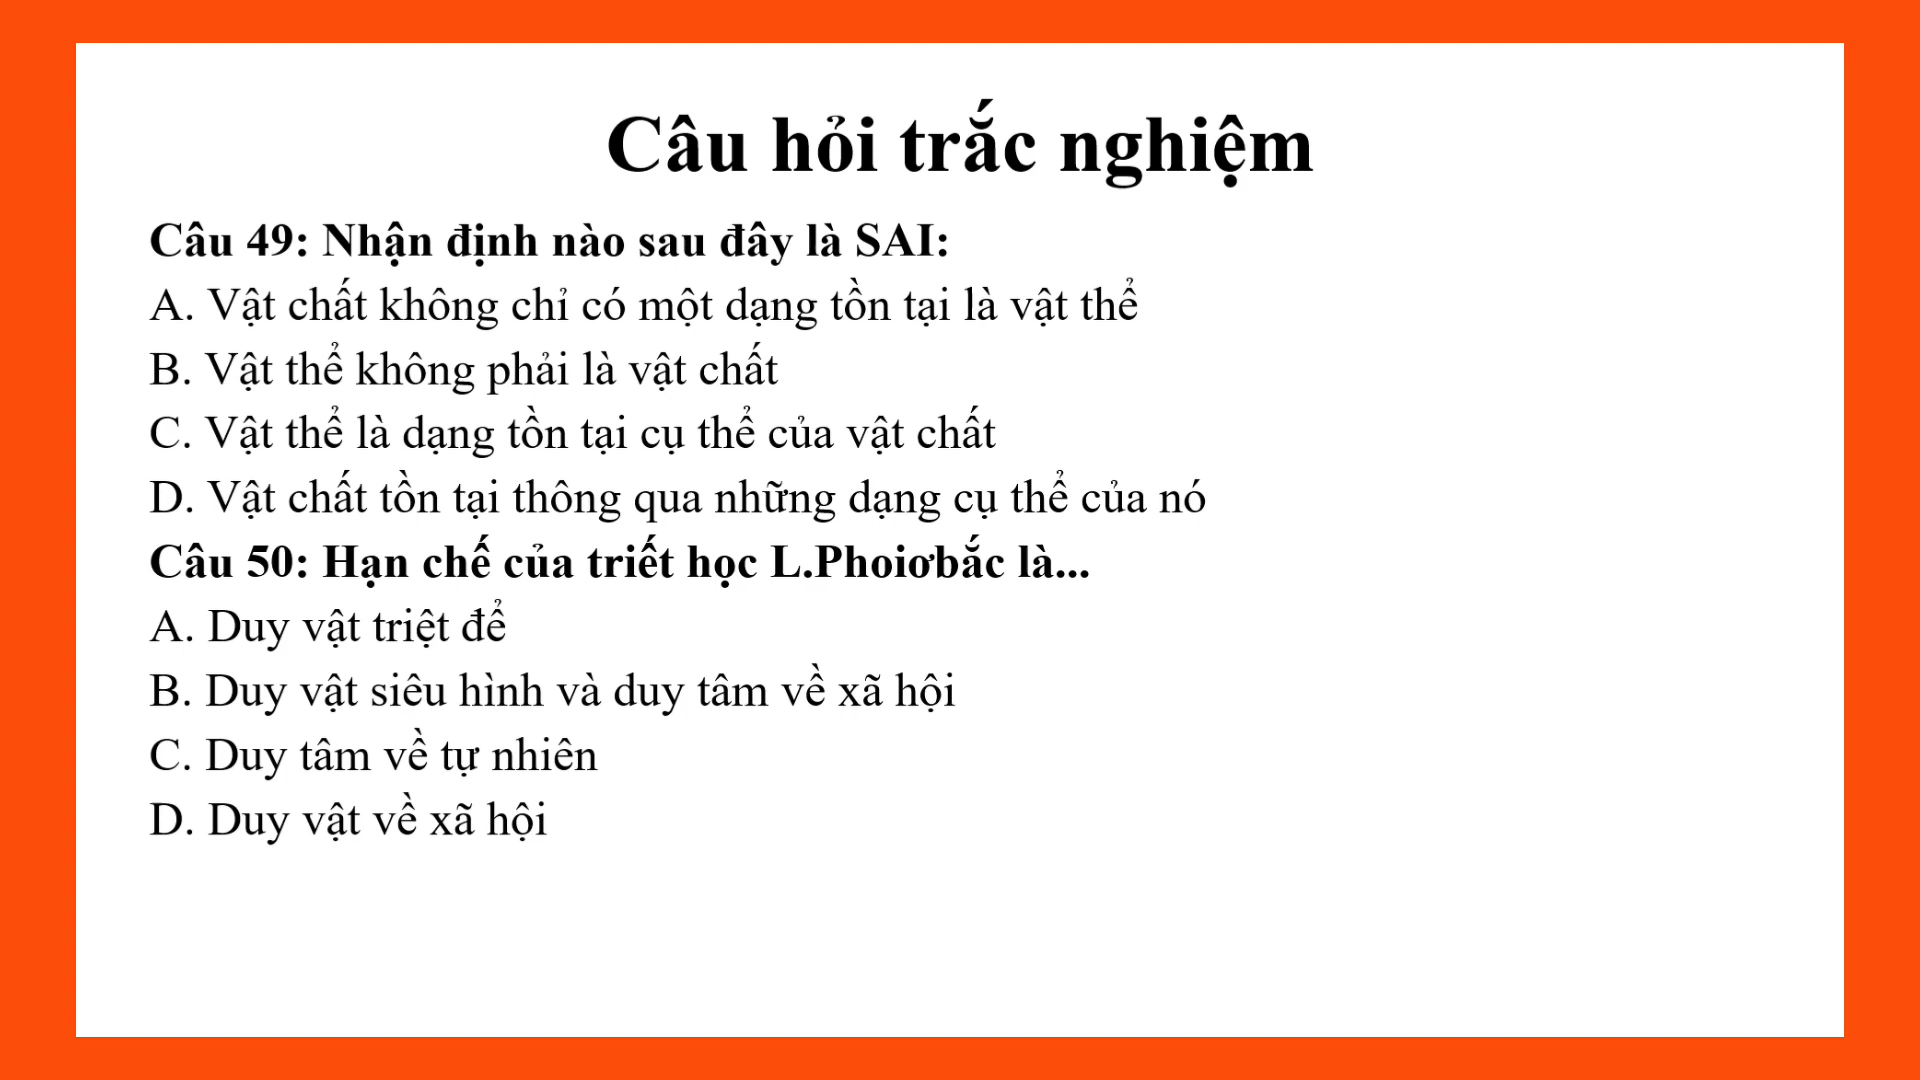 Câu hỏi trắc nghiệm
Câu 49: Nhận định nào sau đây là SAI:
A. Vật chất không chỉ có một dạng tồn tại là vật thể
B. Vật thể không phải là vật chất
C. Vật thể là dạng tồn tại cụ thể của vật chất
D. Vật chất tồn tại thông qua những dạng cụ thể của nó
Câu 50: Hạn chế của triết học L.Phoiơbắc là...
A. Duy vật triệt để
B. Duy vật siêu hình và duy tâm về xã hội
C. Duy tâm về tự nhiên
D. Duy vật về xã hội